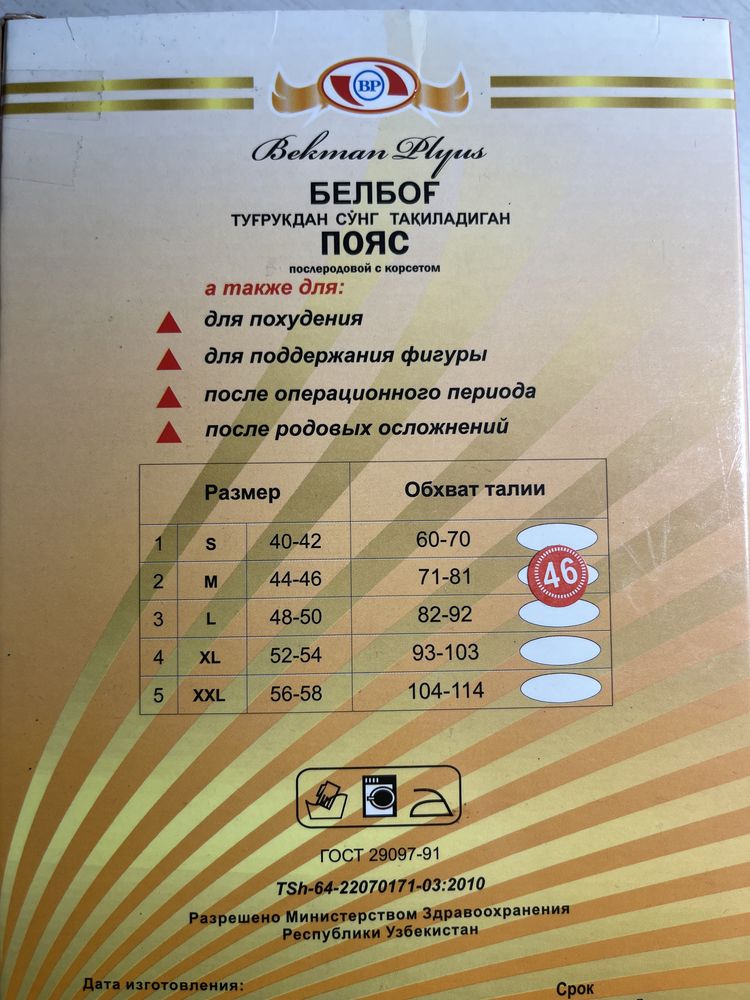 BP
Bekman Plyus
БЕЛБОҒ
ТУҒРУҚДАН СЎНГ ТАҚИЛАДИГАН
ПОЯС
послеродовой с корсетом
а также для:
для похудения
для поддержания фигуры
после операционного периода
после родовых осложнений
Размер Обхват талии
1 S 40-42 60-70
2 M 44-46 71-81 46
3 L 48-50 82-92
4 XL 52-54 93-103
5 XXL 56-58 104-114
ГОСТ 29097-91
TSh-64-22070171-03:2010
Разрешено Министерством Здравоохранения
Республики Узбекистан
Дата изготовления: Срок